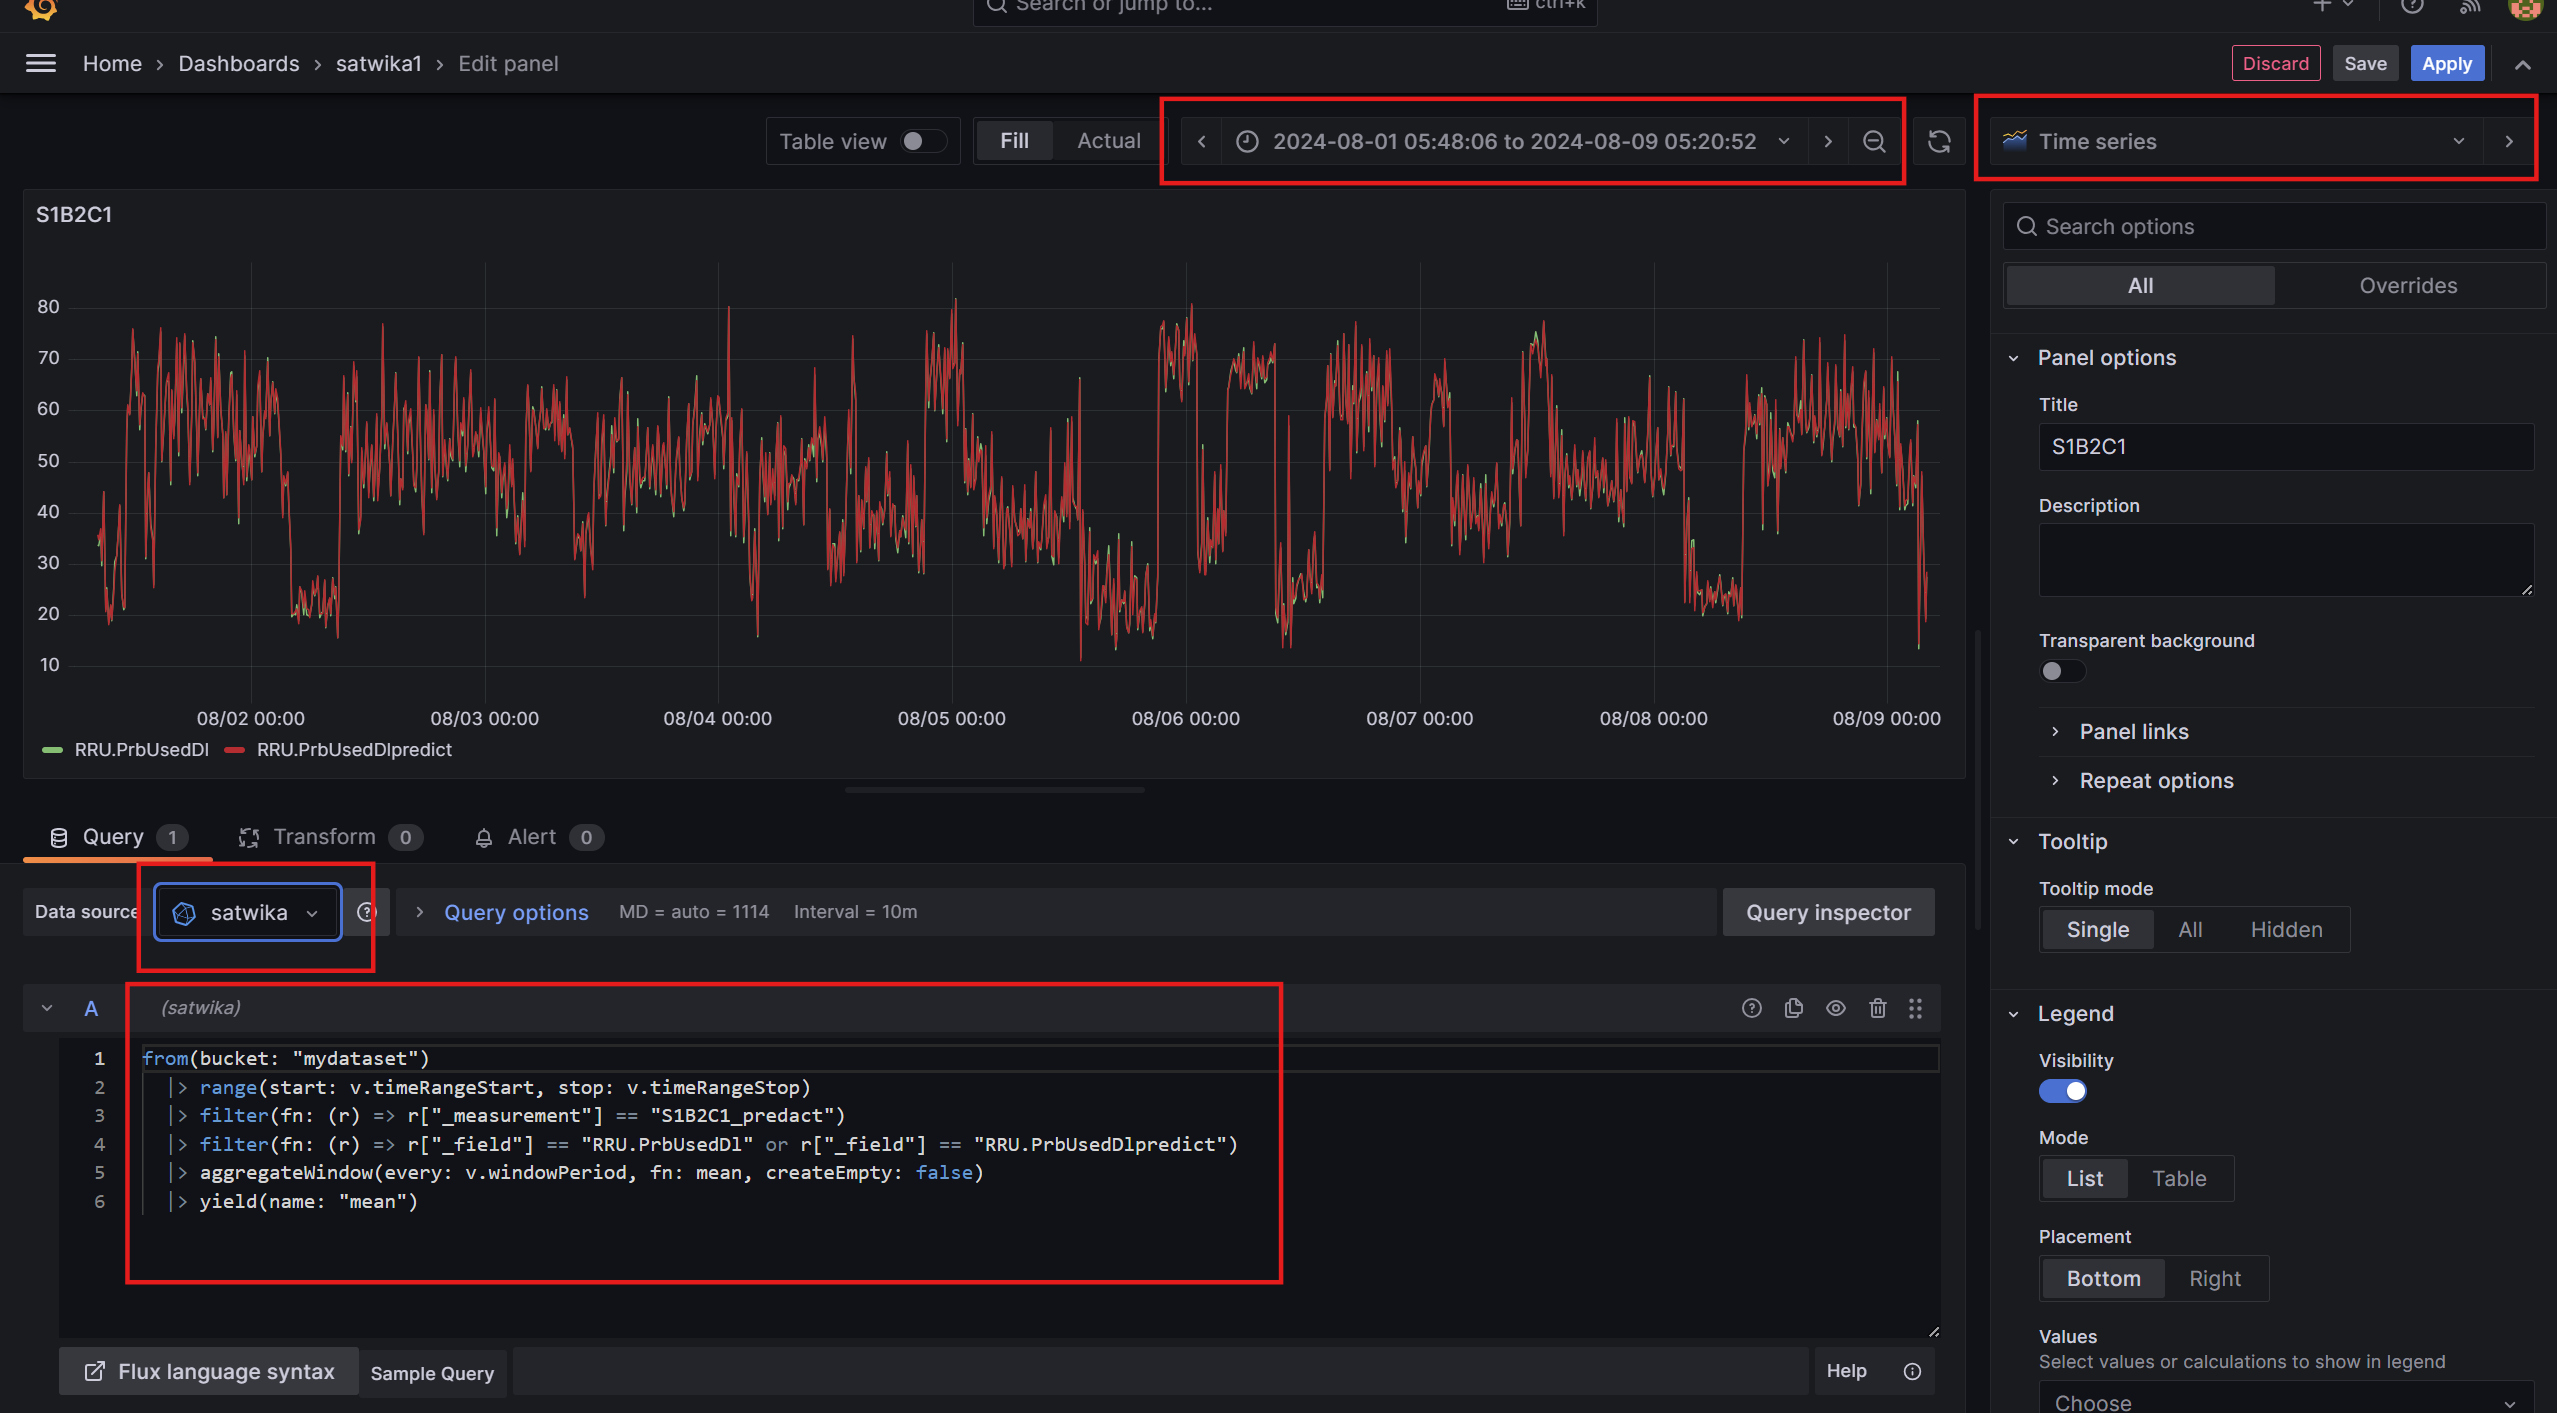 Search or jump to...
ctrl+k
Home › Dashboards › satwika1 › Edit panel
Discard
Save
Apply
Table view
Fill
Actual
2024-08-01 05:48:06 to 2024-08-09 05:20:52
Time series
S1B2C1
80
70
60
50
40
30
20
10
08/02 00:00
08/03 00:00
08/04 00:00
08/05 00:00
08/06 00:00
08/07 00:00
08/08 00:00
08/09 00:00
RRU.PrbUsedDl
RRU.PrbUsedDlpredict
Query 1
Transform 0
Alert 0
Data source
satwika
Query options
MD = auto = 1114
Interval = 10m
Query inspector
A
(satwika)
1 from(bucket: "mydataset")
2 |> range(start: v.timeRangeStart, stop: v.timeRangeStop)
3 |> filter(fn: (r) => r["_measurement"] == "S1B2C1_predact")
4 |> filter(fn: (r) => r["_field"] == "RRU.PrbUsedDl" or r["_field"] == "RRU.PrbUsedDlpredict")
5 |> aggregateWindow(every: v.windowPeriod, fn: mean, createEmpty: false)
6 |> yield(name: "mean")
Flux language syntax
Sample Query
Help
Search options
All
Overrides
Panel options
Title
S1B2C1
Description
Transparent background
Panel links
Repeat options
Tooltip
Tooltip mode
Single
All
Hidden
Legend
Visibility
Mode
List
Table
Placement
Bottom
Right
Values
Select values or calculations to show in legend
Choose